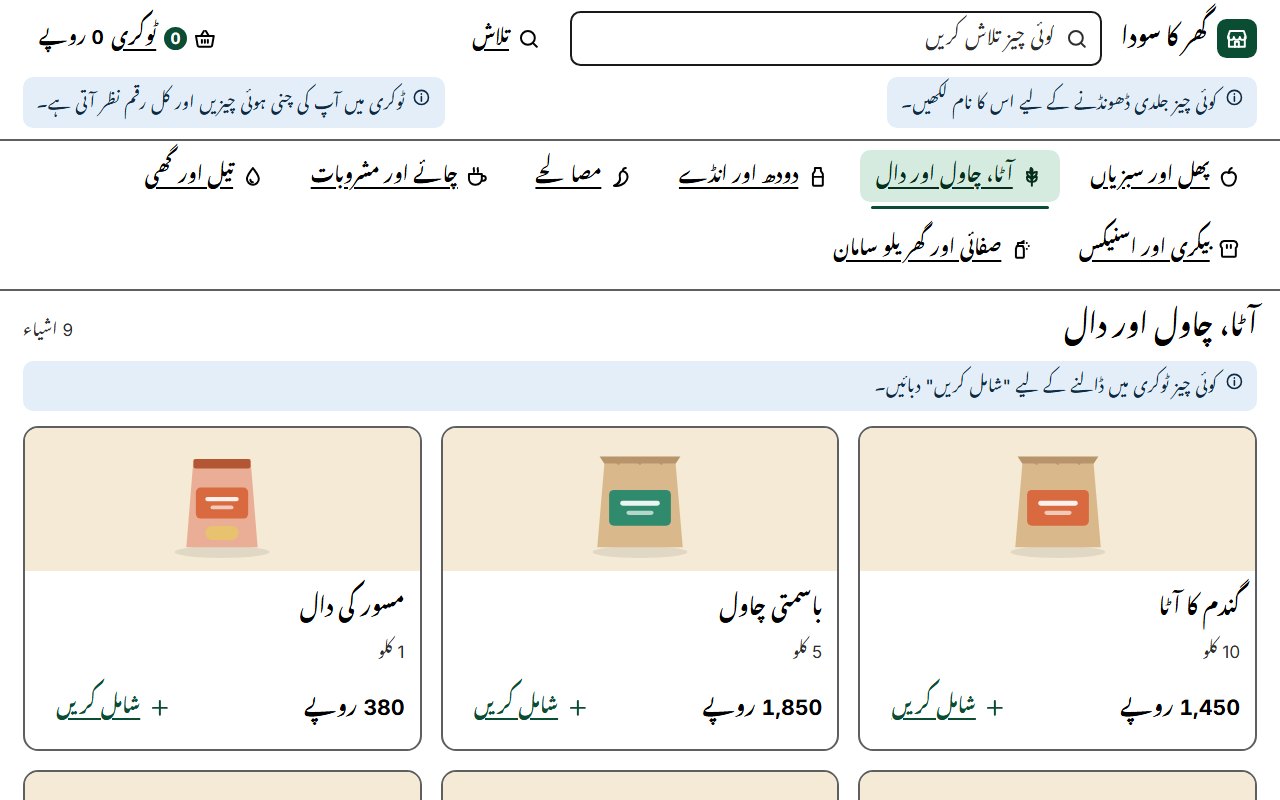 گھر کا سودا
کوئی چیز تلاش کریں
تلاش
0 ٹوکری 0 روپے
کوئی چیز جلدی ڈھونڈنے کے لیے اس کا نام لکھیں۔
ٹوکری میں آپ کی چنی ہوئی چیزیں اور کل رقم نظر آتی ہے۔
پھل اور سبزیاں
آٹا، چاول اور دال
دودھ اور انڈے
مصالحے
چائے اور مشروبات
تیل اور گھی
بیکری اور اسنیکس
صفائی اور گھریلو سامان
آٹا، چاول اور دال
9 اشیاء
کوئی چیز ٹوکری میں ڈالنے کے لیے "شامل کریں" دبائیں۔
گندم کا آٹا
10 کلو
1,450 روپے
+ شامل کریں
باسمتی چاول
5 کلو
1,850 روپے
+ شامل کریں
مسور کی دال
1 کلو
380 روپے
+ شامل کریں